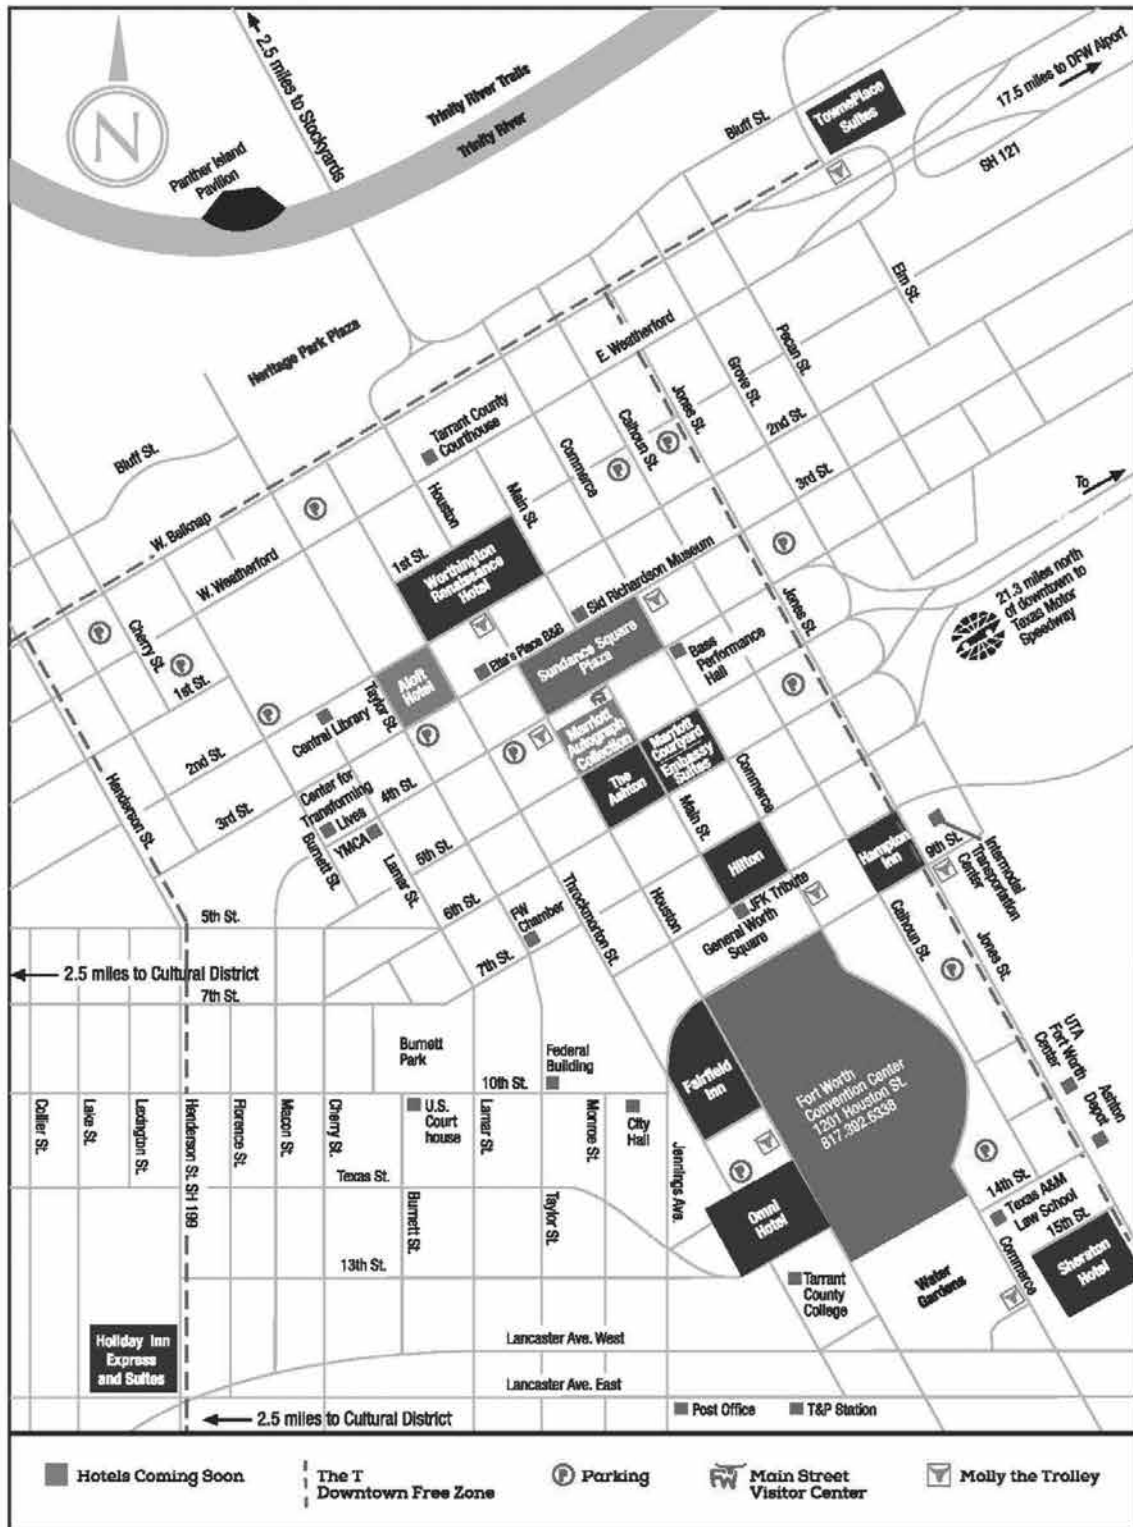 2.5 miles to Stockyards
Trinity River Trails
Trinity River
N
Panther Island
Pavilion
Bluff St.
TownePlace
Suites
17.5 miles to DFW Aiport
SH 121
Elm St.
Heritage Park Plaza
E. Weatherford
Pecan St.
Grove St.
Jones St.
2nd St.
Tarrant County
Courthouse
Calhoun St.
Commerce
Bluff St.
3rd St.
To
Houston
Main St.
W. Belknap
W. Weatherford
1st St.
Worthington
Renaissance
Hotel
Sid Richardson Museum
Jones St.
21.3 miles north
of downtown to
Texas Motor
Speedway
Cherry St.
1st St.
Etta's Place B&B
Sundance Square
Plaza
Bass
Performance
Hall
Aloft
Hotel
Taylor St.
Central Library
2nd St.
Marriott
Autograph
Collection
Marriott
Courtyard
Embassy
Suites
Commerce
The
Ashton
Henderson St.
3rd St.
Center for
Transforming
Lives
4th St.
YMCA
Burnett St.
Lamar St.
5th St.
Main St.
Hilton
Hampton
Inn
9th St.
Intermodal
Transportation
Center
6th St.
FW
Chamber
Throckmorton St.
Houston
JFK Tribute
General Worth
Square
Calhoun St.
Jones St.
5th St.
7th St.
2.5 miles to Cultural District
7th St.
Burnett
Park
Federal
Building
10th St.
Fairfield
Inn
Fort Worth
Convention Center
1201 Houston St.
817.392.6338
UTA
Fort Worth
Center
Ashton
Depot
Collier St.
Lake St.
Lexington St.
Henderson St. SH 199
Florence St.
Macon St.
Cherry St.
U.S.
Court
house
Lamar St.
Monroe St.
City
Hall
Jennings Ave.
Texas St.
Burnett St.
Taylor St.
Omni
Hotel
14th St.
Texas A&M
Law School
15th St.
Commerce
Sheraton
Hotel
13th St.
Tarrant
County
College
Water
Gardens
Holiday Inn
Express
and Suites
Lancaster Ave. West
Lancaster Ave. East
2.5 miles to Cultural District
Post Office
T&P Station
Hotels Coming Soon
The T
Downtown Free Zone
P Parking
FW Main Street
Visitor Center
Molly the Trolley